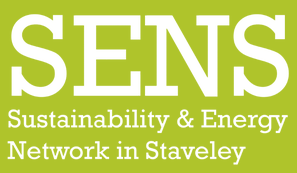 SENS
Sustainability & Energy
Network in Staveley